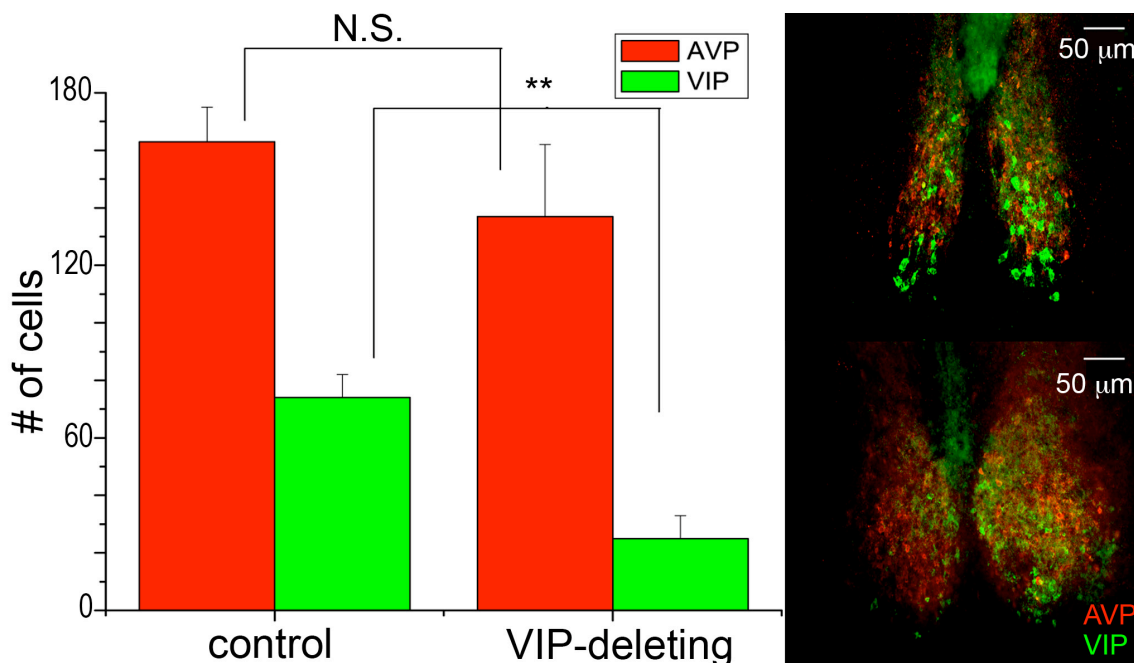 N.S.
AVP
VIP
**
180
120
60
0
# of cells
control
VIP-deleting
50 μm
50 μm
AVP
VIP